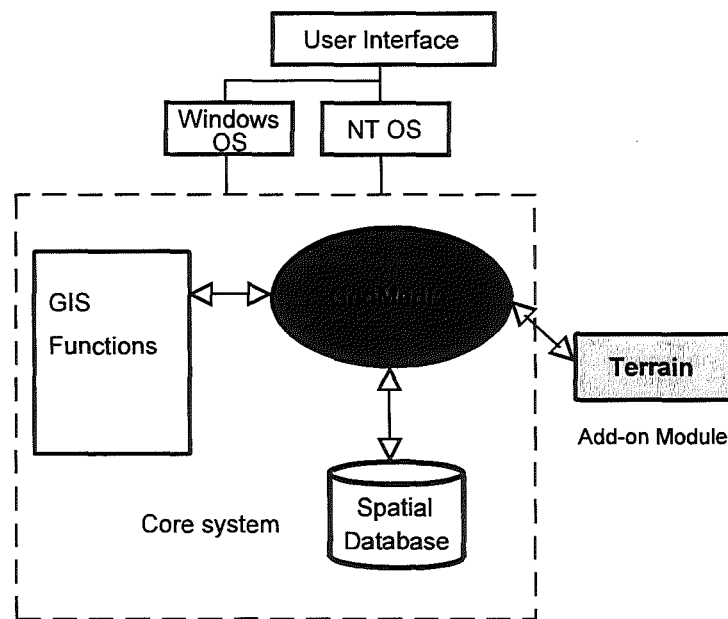 User Interface
Windows
OS
NT OS
GIS
Functions
Terrain
Add-on Module
Spatial
Database
Core system